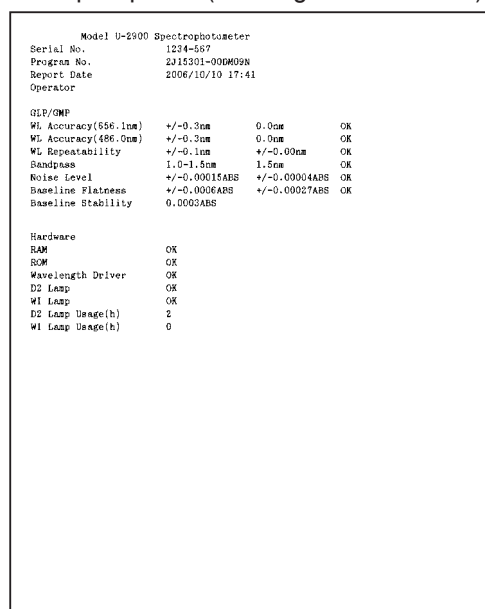 Model U-2900 Spectrophotometer
Serial No. 1234-567
Program No. 2J15301-00DM09N
Report Date 2006/10/10 17:41
Operator
GLP/GMP
WL Accuracy(656.1nm) +/-0.3nm 0.0nm OK
WL Accuracy(486.0nm) +/-0.3nm 0.0nm OK
WL Repeatability +/-0.1nm +/-0.00nm OK
Bandpass 1.0-1.5nm 1.5nm OK
Noise Level +/-0.00015ABS +/-0.00004ABS OK
Baseline Flatness +/-0.0006ABS +/-0.00027ABS OK
Baseline Stability 0.0003ABS
Hardware
RAM OK
ROM OK
Wavelength Driver OK
D2 Lamp OK
WI Lamp OK
D2 Lamp Usage(h) 2
WI Lamp Usage(h) 0